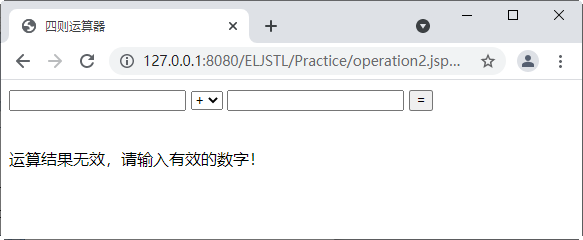 四则运算器
127.0.0.1:8080/ELJSTL/Practice/operation2.jsp...
+ =
运算结果无效，请输入有效的数字！